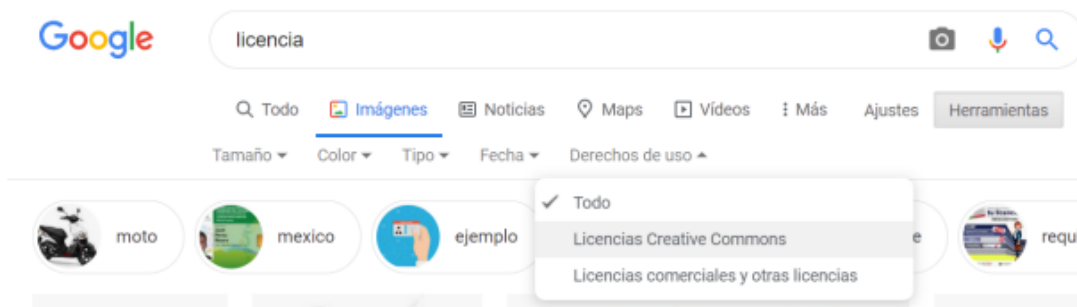 Google licencia
Todo Imágenes Noticias Maps Vídeos Más Ajustes Herramientas
Tamaño Color Tipo Fecha Derechos de uso
Todo
moto mexico ejemplo e requ
Licencias Creative Commons
Licencias comerciales y otras licencias